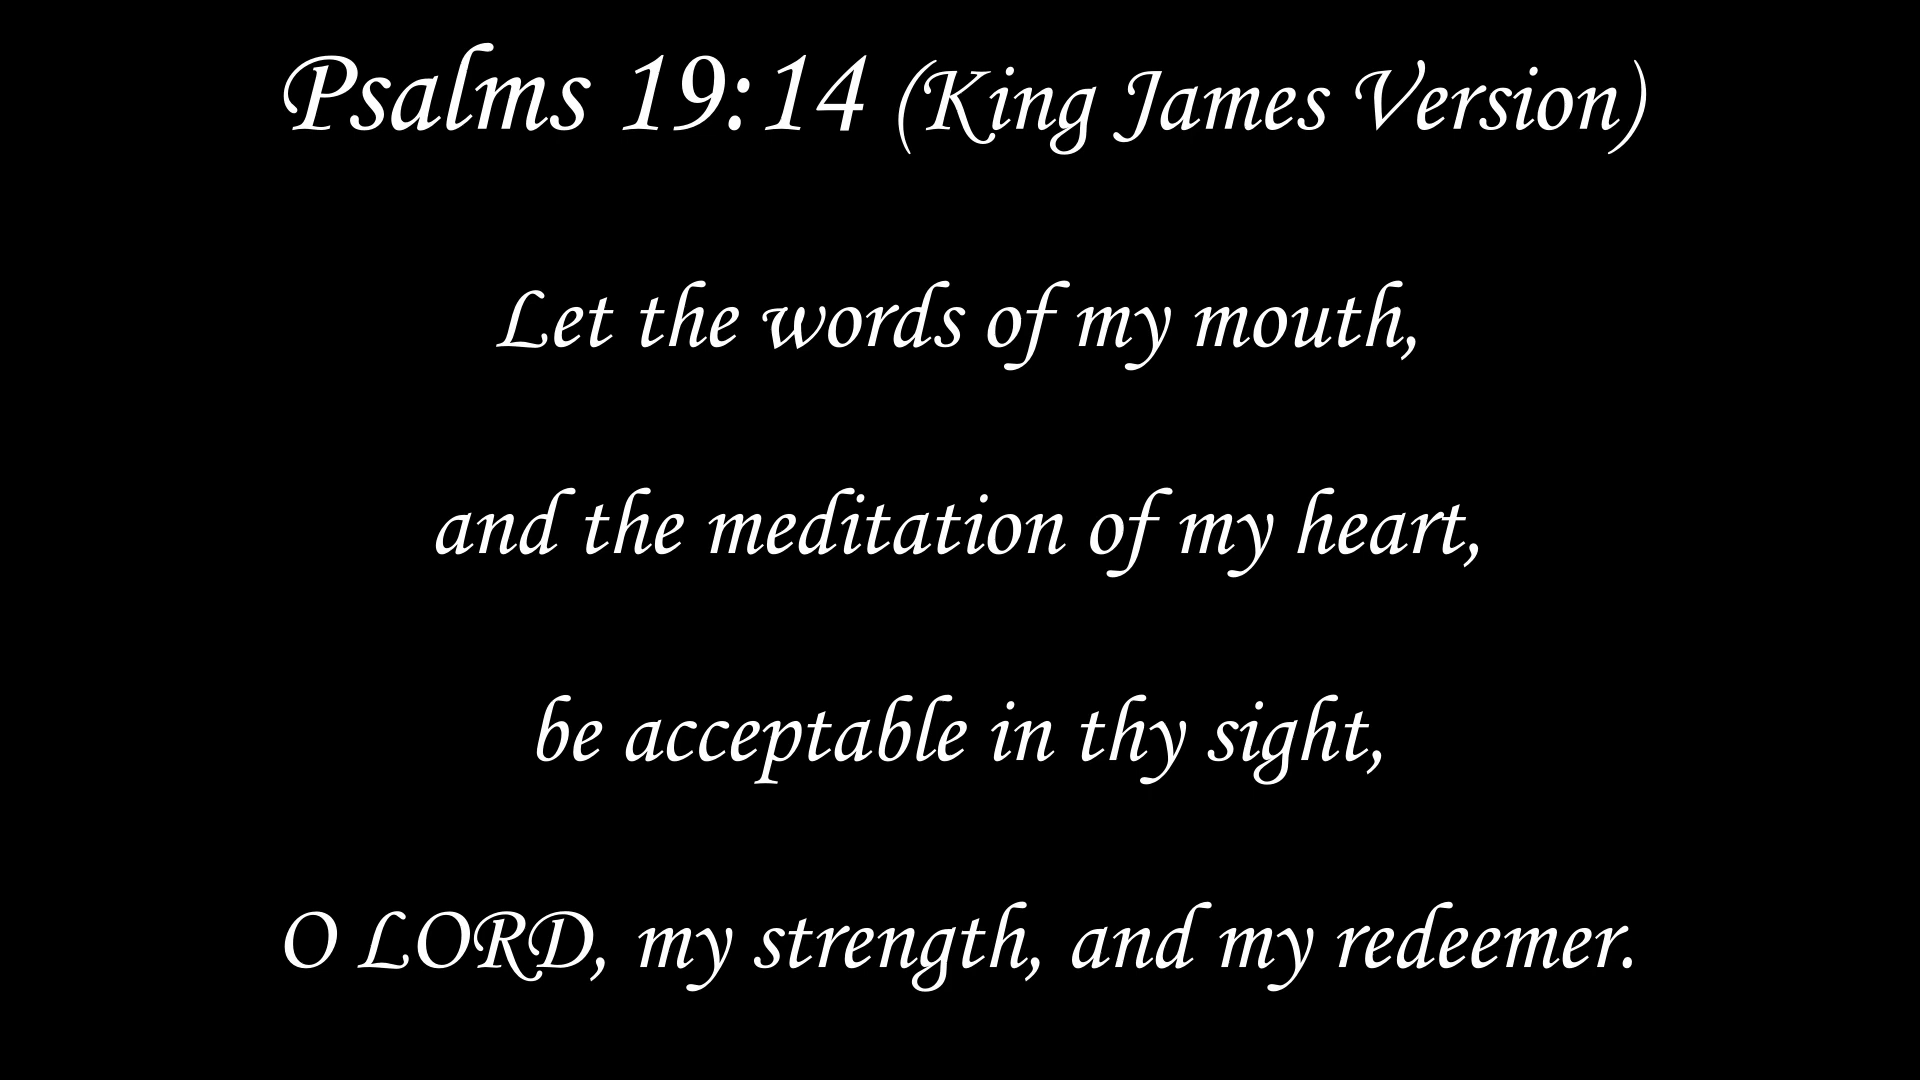 Psalms 19:14 (King James Version)
Let the words of my mouth,
and the meditation of my heart,
be acceptable in thy sight,
O LORD, my strength, and my redeemer.